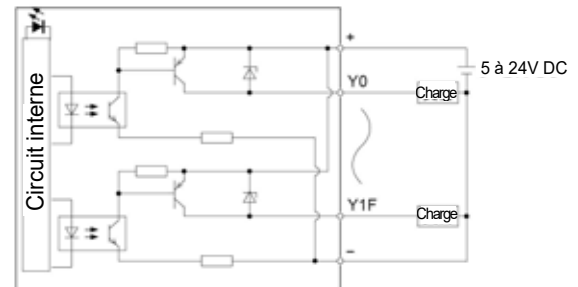 Circuit interne
+
5 à 24V DC
Y0
Charge
Y1F
Charge
−